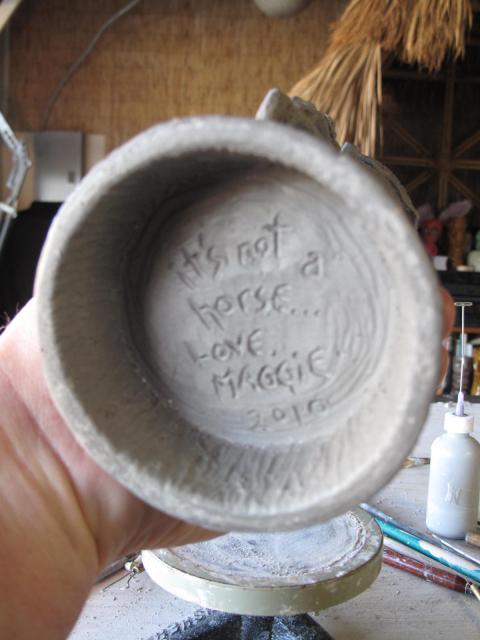 it's not a
horse...
LOVE.
MAGGiE
2010